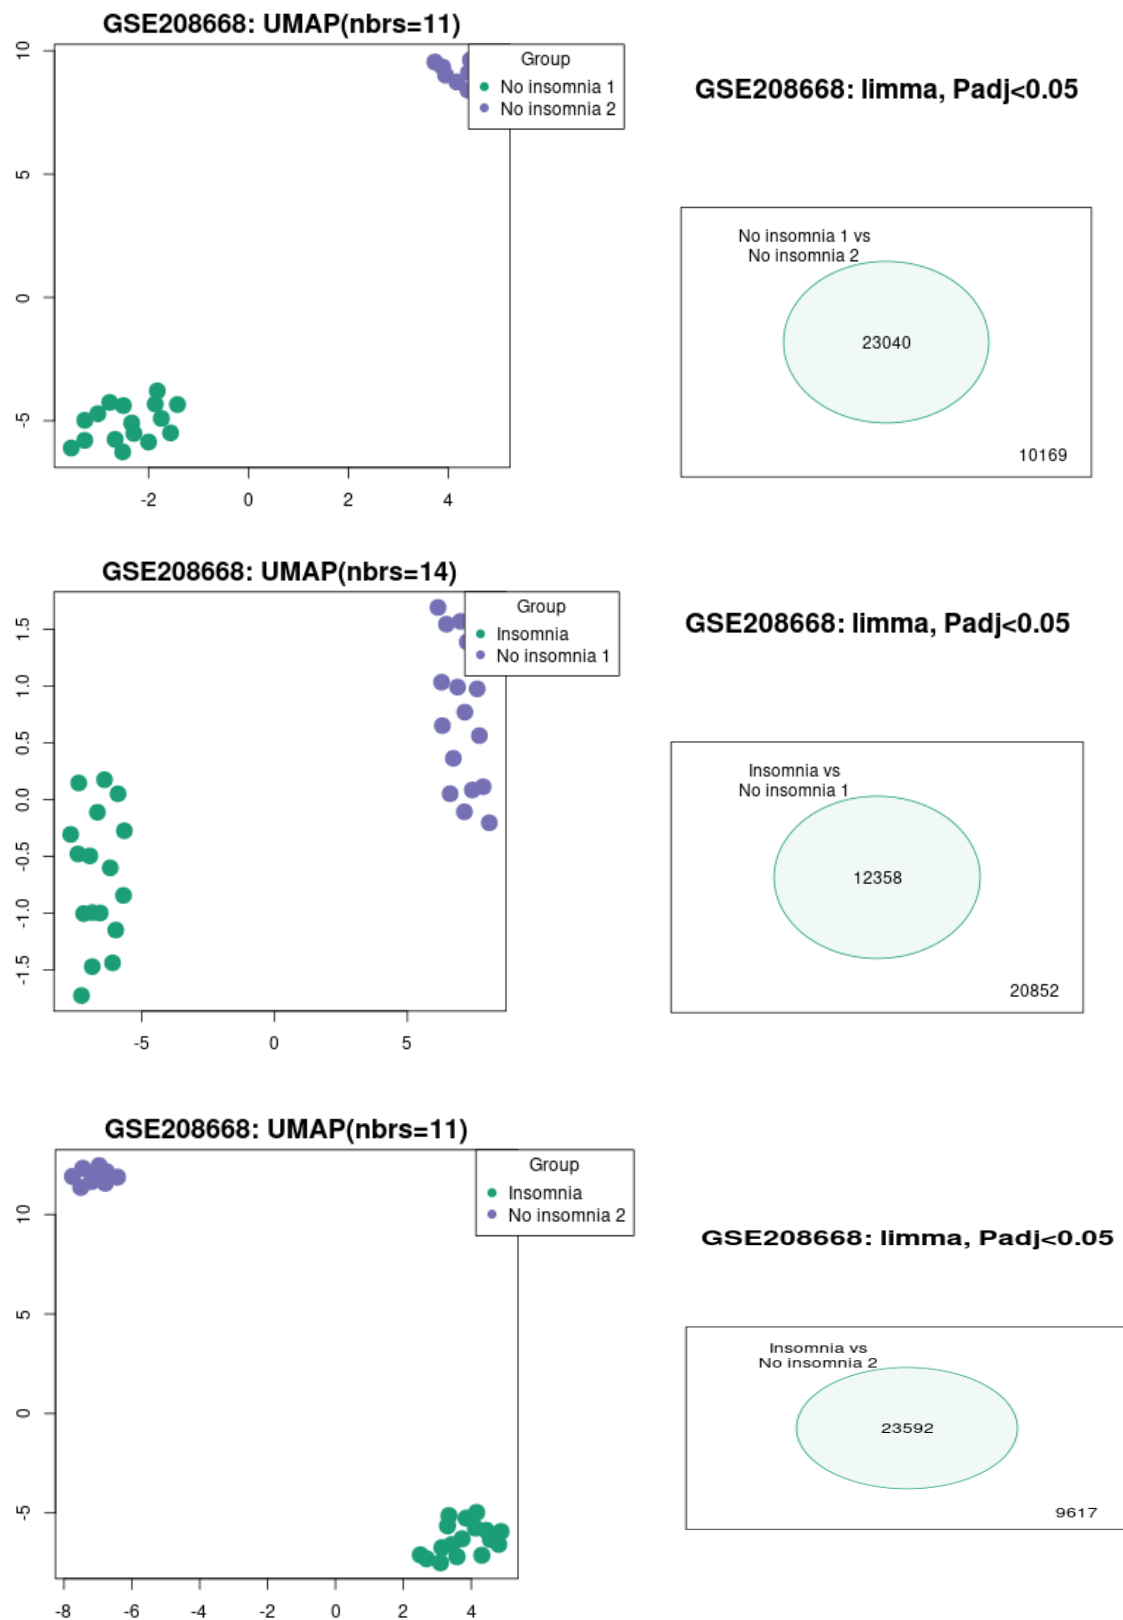 GSE208668: UMAP(nbrs=11)
10
5
0
-5
-2
0
2
4
Group
No insomnia 1
No insomnia 2
GSE208668: limma, Padj<0.05
No insomnia 1 vs
No insomnia 2
23040
10169
GSE208668: UMAP(nbrs=14)
1.5
1.0
0.5
0.0
-0.5
-1.0
-1.5
-5
0
5
Group
Insomnia
No insomnia 1
GSE208668: limma, Padj<0.05
Insomnia vs
No insomnia 1
12358
20852
GSE208668: UMAP(nbrs=11)
10
5
0
-5
-8
-6
-4
-2
0
2
4
Group
Insomnia
No insomnia 2
GSE208668: limma, Padj<0.05
Insomnia vs
No insomnia 2
23592
9617